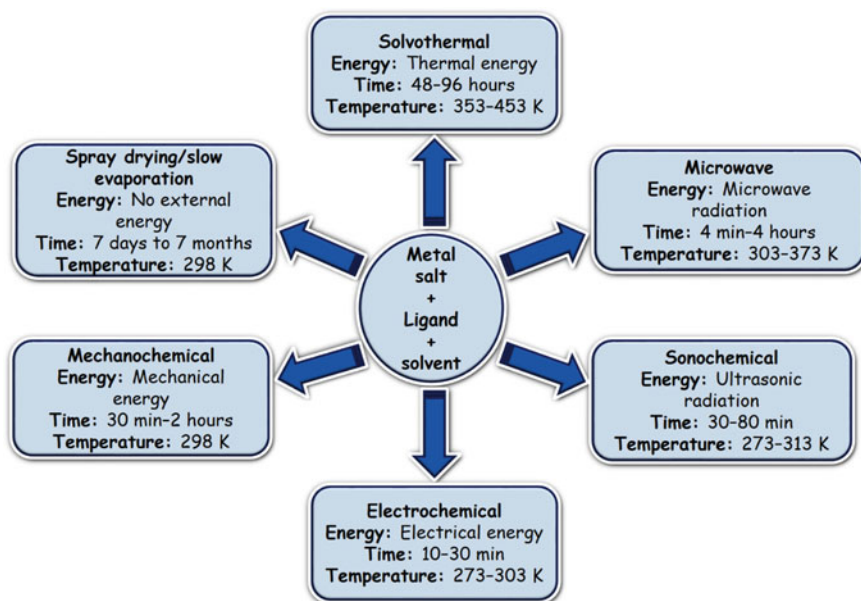 Solvothermal
Energy: Thermal energy
Time: 48–96 hours
Temperature: 353–453 K
Spray drying/slow
evaporation
Energy: No external
energy
Time: 7 days to 7 months
Temperature: 298 K
Microwave
Energy: Microwave
radiation
Time: 4 min–4 hours
Temperature: 303–373 K
Metal
salt
+
Ligand
+
solvent
Mechanochemical
Energy: Mechanical
energy
Time: 30 min–2 hours
Temperature: 298 K
Sonochemical
Energy: Ultrasonic
radiation
Time: 30–80 min
Temperature: 273–313 K
Electrochemical
Energy: Electrical energy
Time: 10–30 min
Temperature: 273–303 K